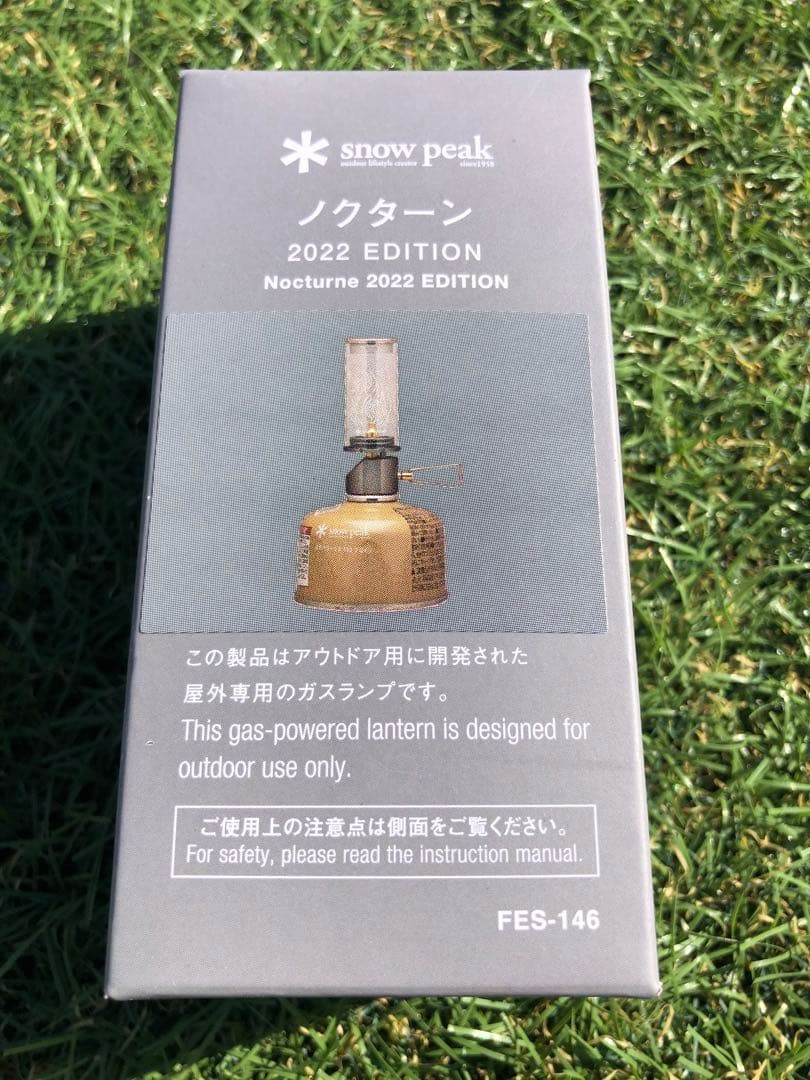 snow peak
outdoor lifestyle creator since1958
ノクターン
2022 EDITION
Nocturne 2022 EDITION
snow peak
この製品はアウトドア用に開発された
屋外専用のガスランプです。
This gas-powered lantern is designed for
outdoor use only.
ご使用上の注意点は側面をご覧ください。
For safety, please read the instruction manual.
FES-146